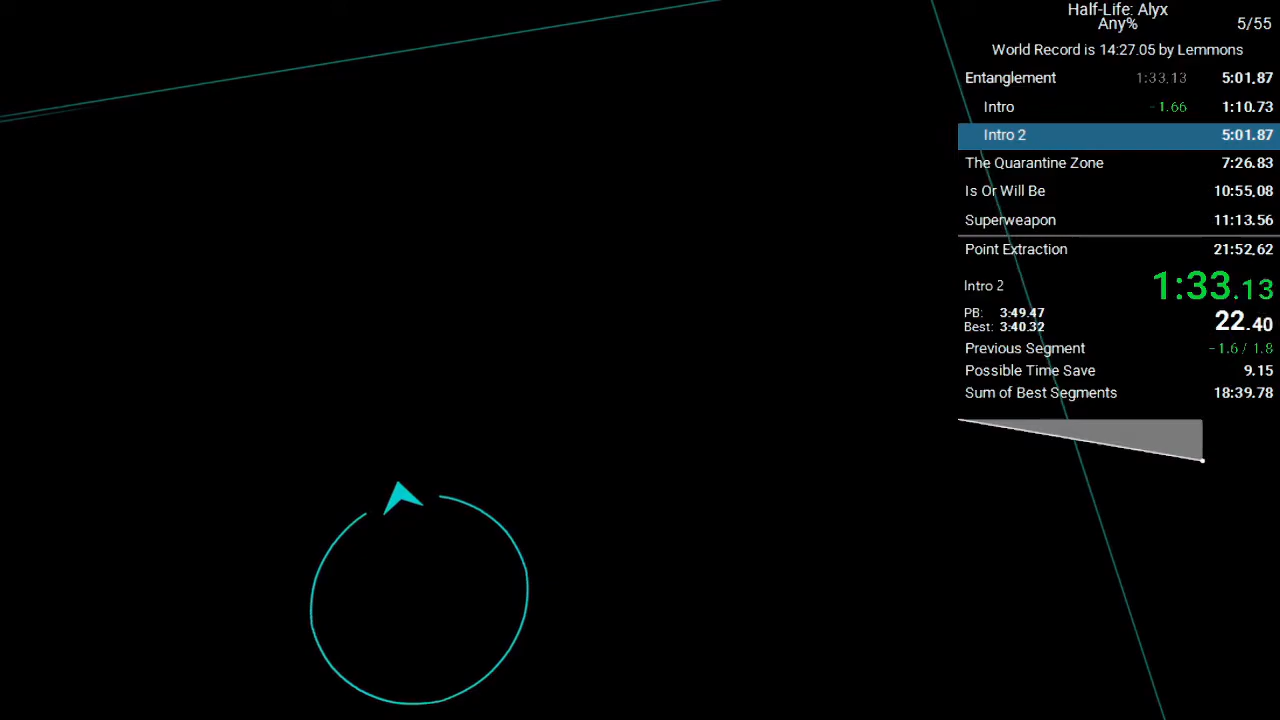 Half-Life: Alyx
Any% 5/55
World Record is 14:27.05 by Lemmons
Entanglement 1:33.13 5:01.87
Intro -1.66 1:10.73
Intro 2 5:01.87
The Quarantine Zone 7:26.83
Is Or Will Be 10:55.08
Superweapon 11:13.56
Point Extraction 21:52.62
Intro 2 1:33.13
PB: 3:49.47
Best: 3:40.32 22.40
Previous Segment -1.6 / 1.8
Possible Time Save 9.15
Sum of Best Segments 18:39.78